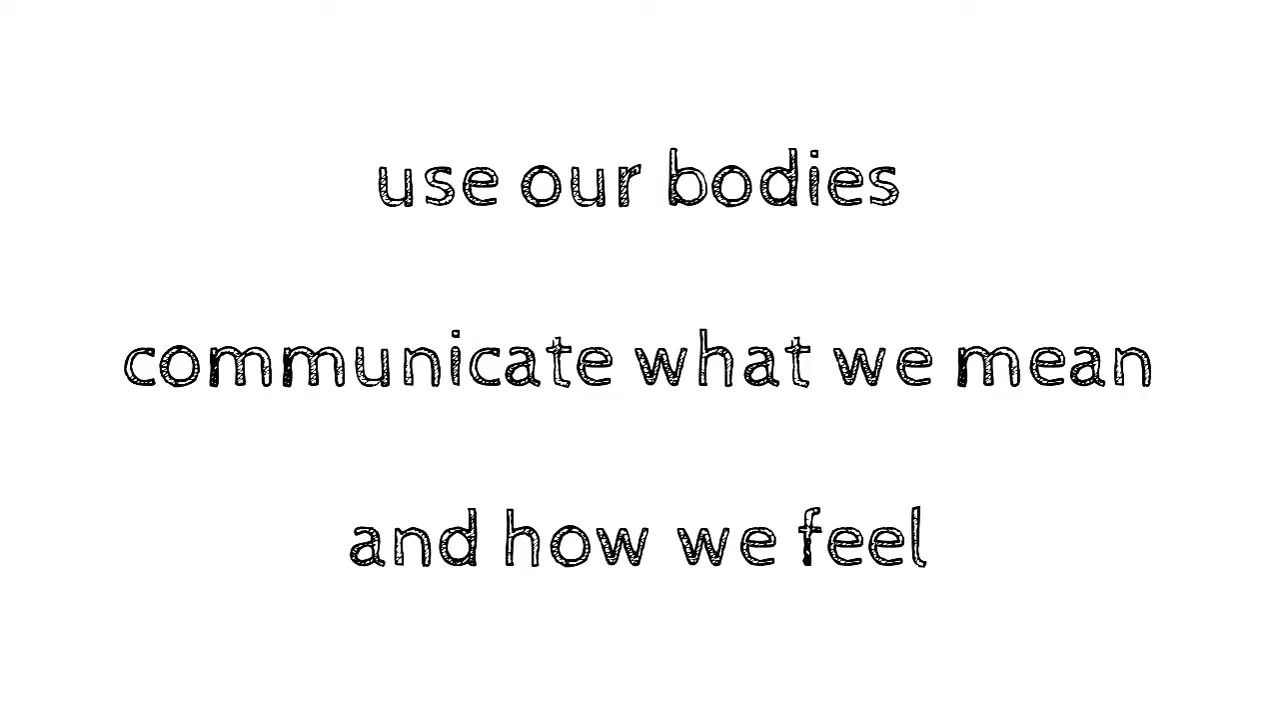 use our bodies
communicate what we mean
and how we feel